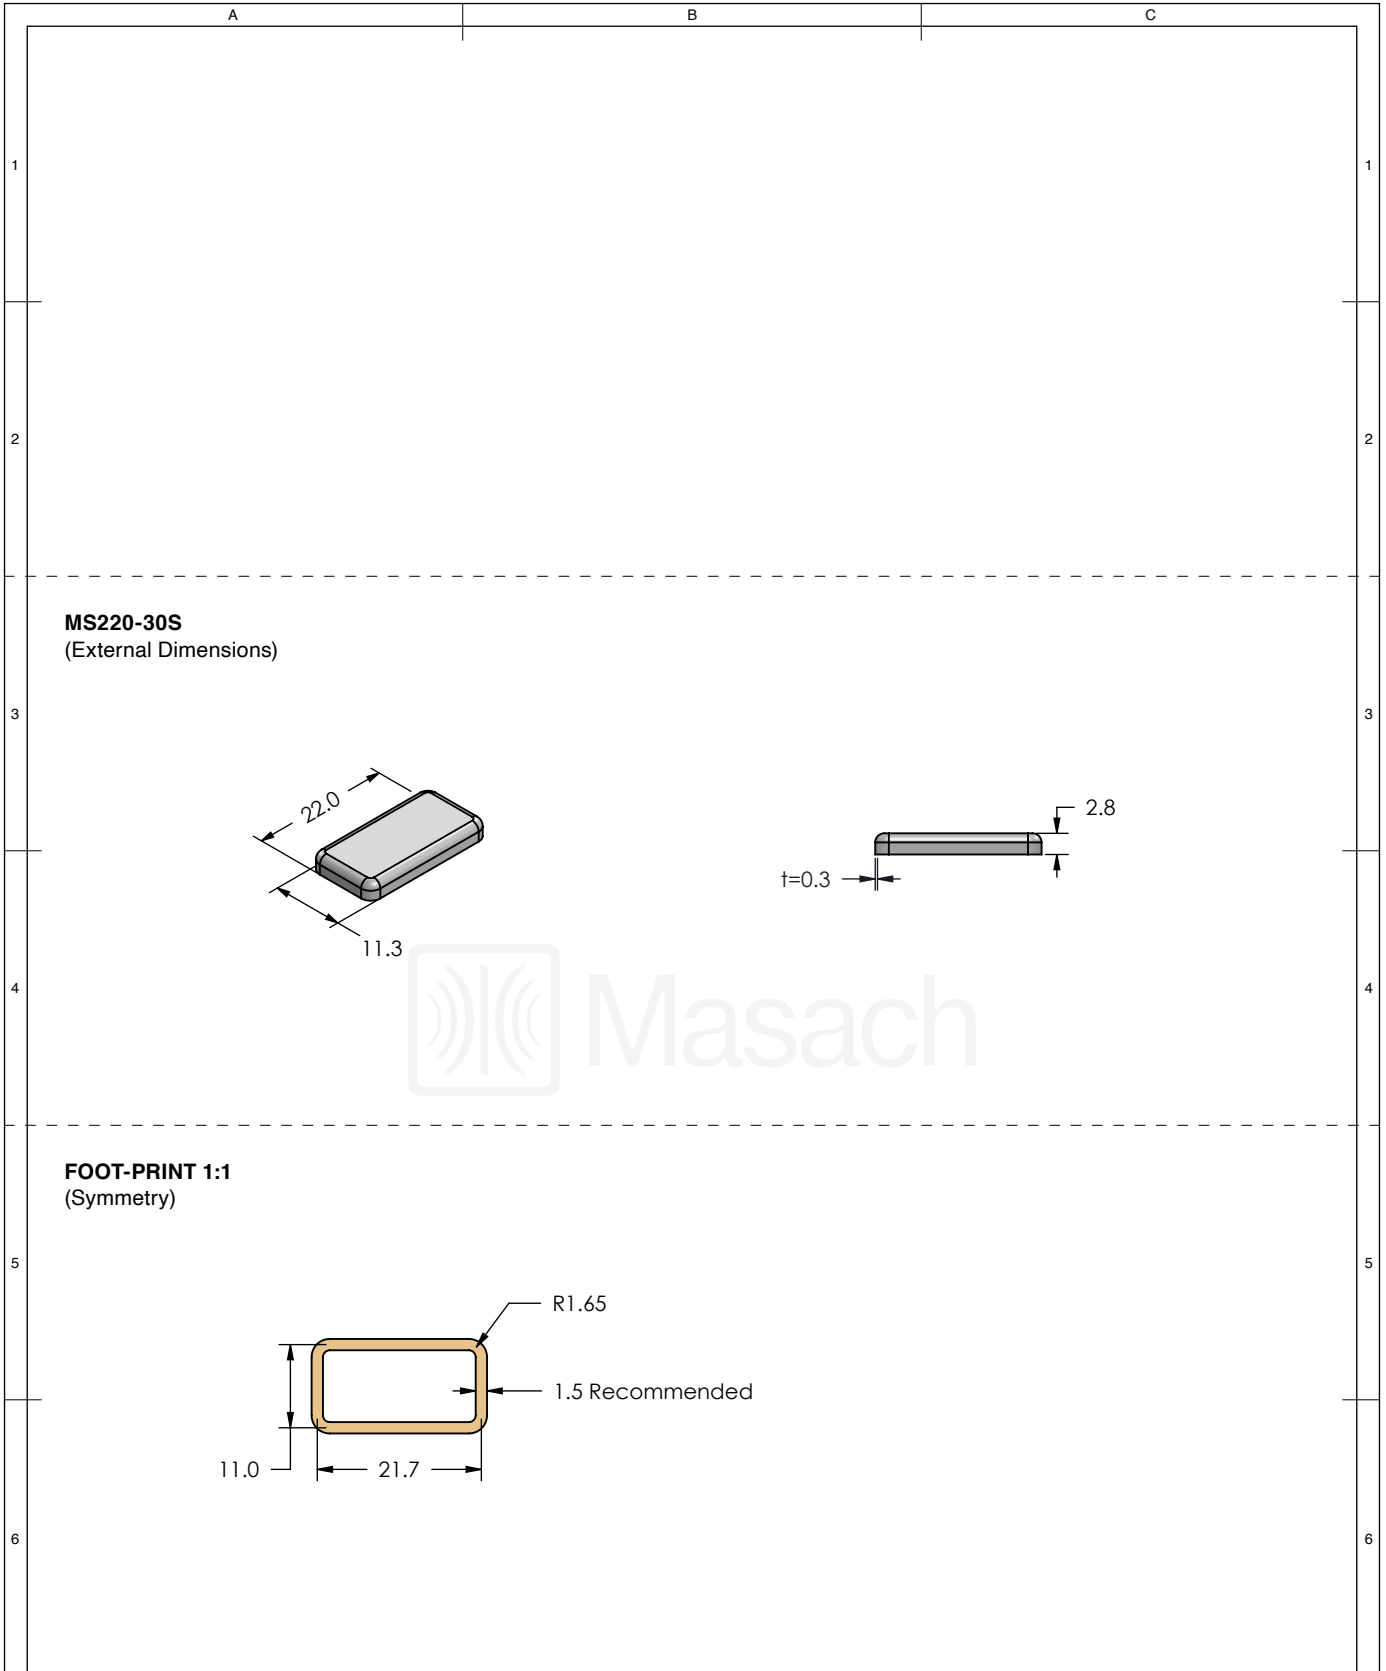 A B C
1 1
2 2
MS220-30S
(External Dimensions)
3 3
22.0
2.8
t=0.3
11.3
4 4
Masach
FOOT-PRINT 1:1
(Symmetry)
5 5
R1.65
1.5 Recommended
11.0
21.7
6 6